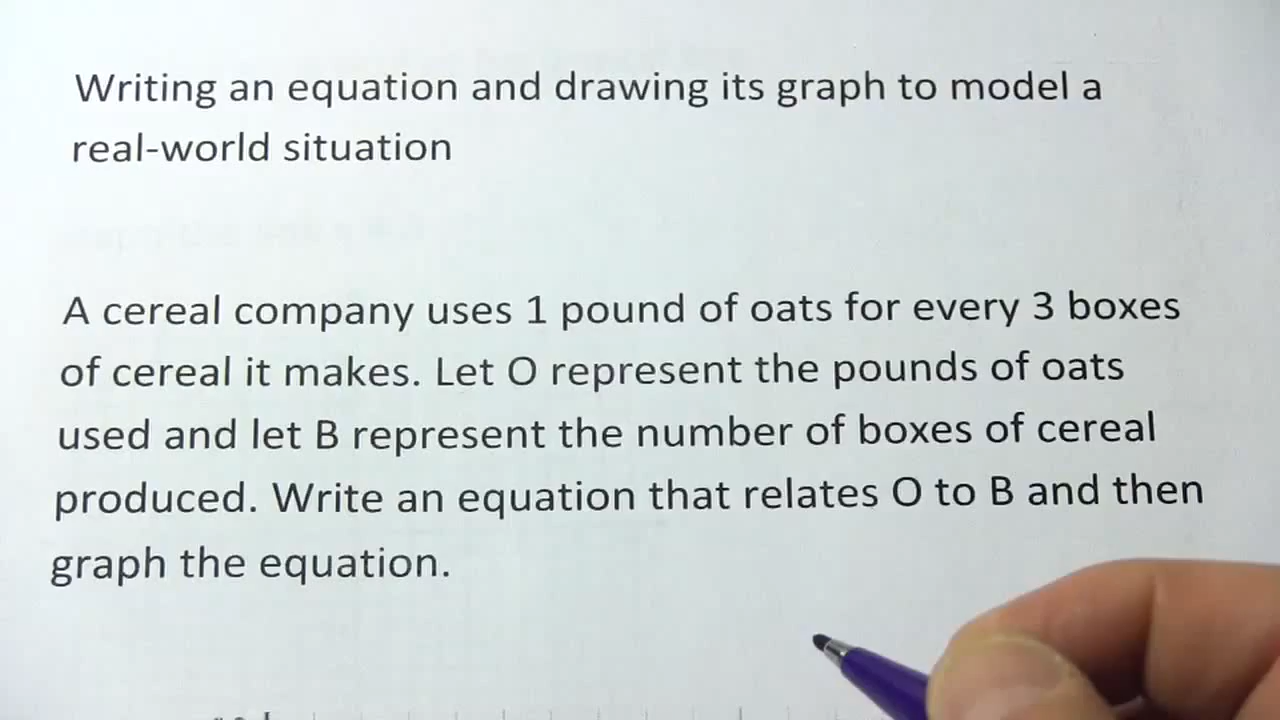 Writing an equation and drawing its graph to model a
real-world situation
A cereal company uses 1 pound of oats for every 3 boxes
of cereal it makes. Let O represent the pounds of oats
used and let B represent the number of boxes of cereal
produced. Write an equation that relates O to B and then
graph the equation.